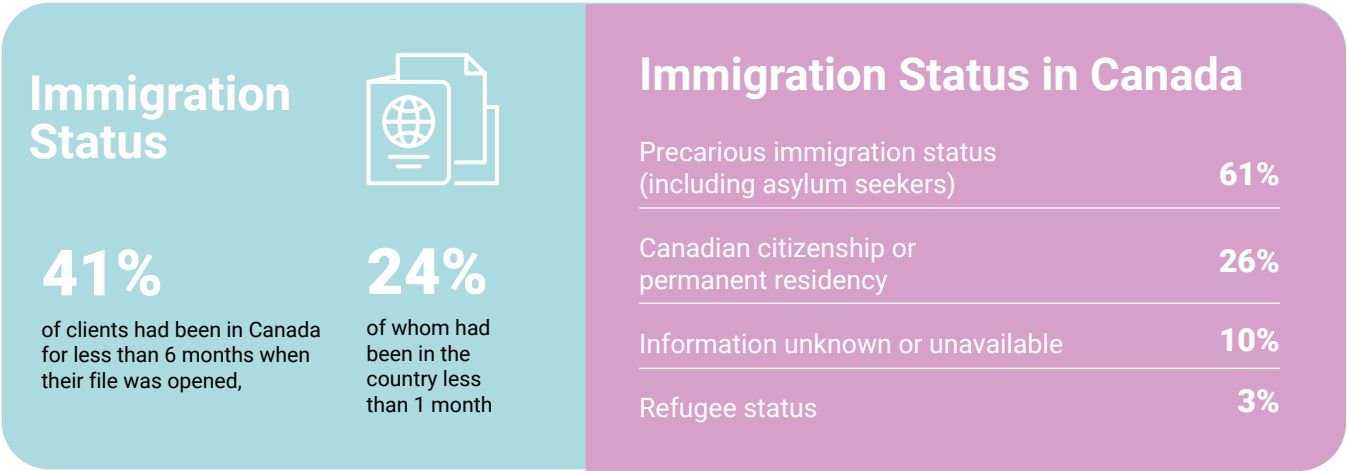 Immigration
Status
41%
of clients had been in Canada
for less than 6 months when
their file was opened,
24%
of whom had
been in the
country less
than 1 month
Immigration Status in Canada
Precarious immigration status
(including asylum seekers)
61%
Canadian citizenship or
permanent residency
26%
Information unknown or unavailable
10%
Refugee status
3%